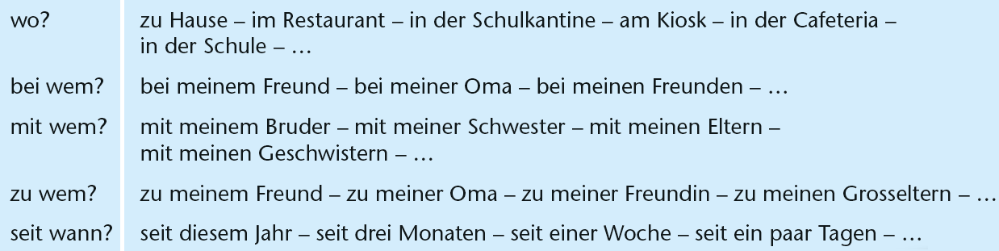 wo? zu Hause – im Restaurant – in der Schulkantine – am Kiosk – in der Cafeteria –
in der Schule – …
bei wem? bei meinem Freund – bei meiner Oma – bei meinen Freunden – …
mit wem? mit meinem Bruder – mit meiner Schwester – mit meinen Eltern –
mit meinen Geschwistern – …
zu wem? zu meinem Freund – zu meiner Oma – zu meiner Freundin – zu meinen Grosseltern – …
seit wann? seit diesem Jahr – seit drei Monaten – seit einer Woche – seit ein paar Tagen – …